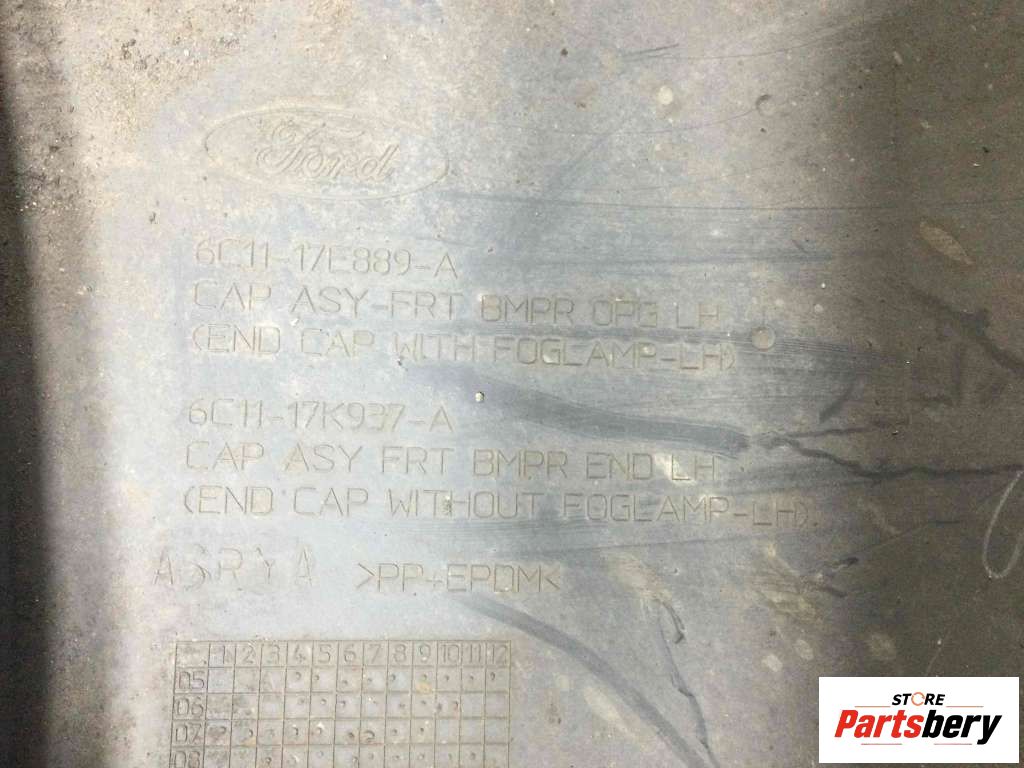 Ford
6C11-17E889-A
CAP ASY-FRT BMPR OPG LH
(END CAP WITH FOGLAMP-LH)
6C11-17K937-A
CAP ASY FRT BMPR END LH
(END CAP WITHOUT FOGLAMP-LH)
>PP+EPDM<
1 2 3 4 5 6 7 8 9 10 11 12
05
06
07
08
STORE
Partsbery